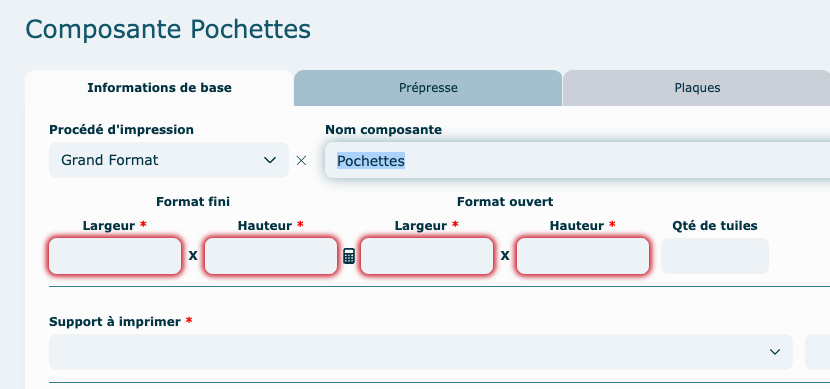 Composante Pochettes
Informations de base Prépresse Plaques
Procédé d'impression Nom composante
Grand Format Pochettes
Format fini Format ouvert
Largeur * Hauteur * Largeur * Hauteur * Qté de tuiles
x x
Support à imprimer *